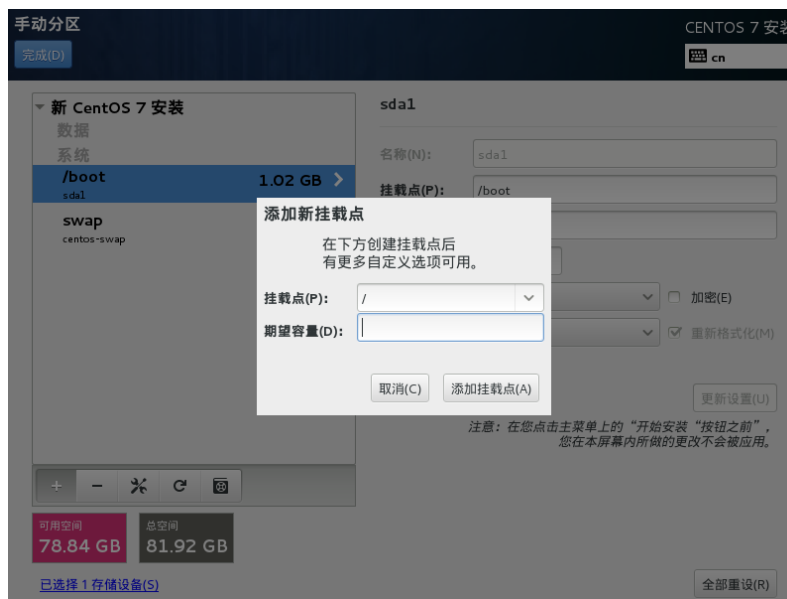 手动分区
CENTOS 7 安装
完成(D)
cn
新 CentOS 7 安装
数据
系统
/boot
1.02 GB
sda1
swap
centos-swap
sda1
名称(N):
sda1
挂载点(P):
/boot
添加新挂载点
在下方创建挂载点后
有更多自定义选项可用。
挂载点(P):
/
期望容量(D):
取消(C)
添加挂载点(A)
加密(E)
重新格式化(M)
更新设置(U)
注意：在您点击主菜单上的“开始安装“按钮之前”，
您在本屏幕内所做的更改不会被应用。
+
−
可用空间
78.84 GB
总空间
81.92 GB
已选择 1 存储设备(S)
全部重设(R)